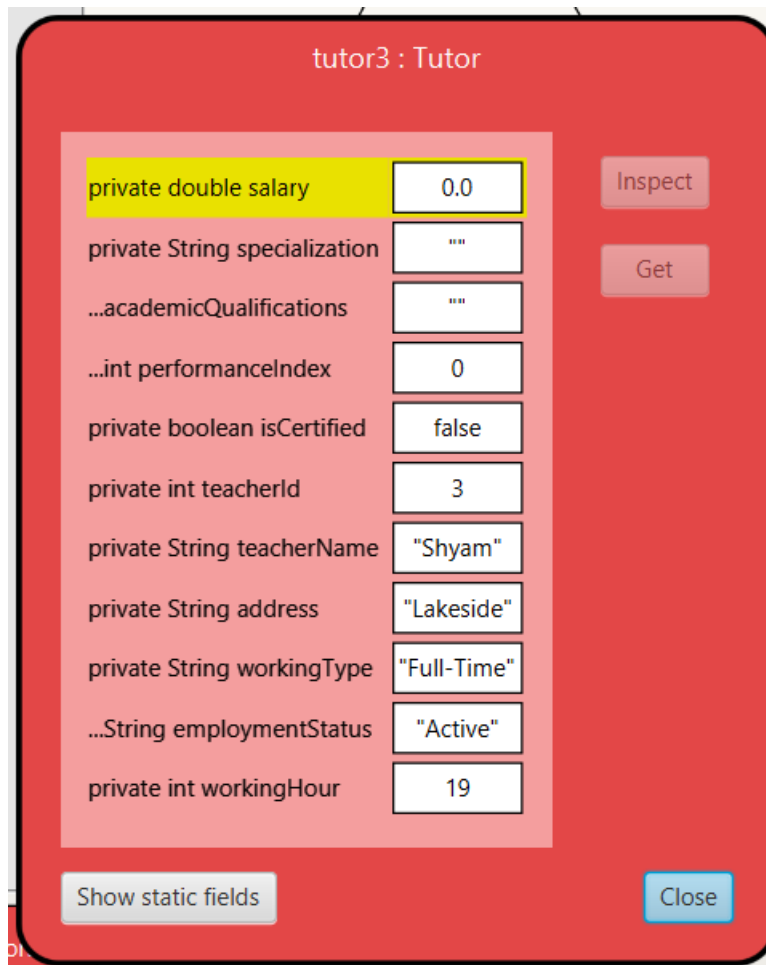 tutor3 : Tutor
private double salary 0.0 Inspect
private String specialization "" Get
...academicQualifications ""
...int performanceIndex 0
private boolean isCertified false
private int teacherId 3
private String teacherName "Shyam"
private String address "Lakeside"
private String workingType "Full-Time"
...String employmentStatus "Active"
private int workingHour 19
Show static fields Close